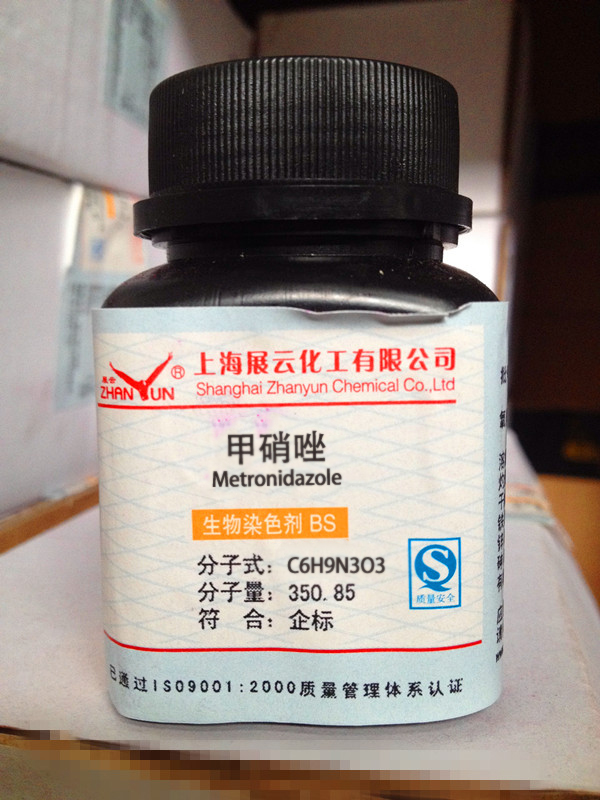 展云
ZHANYUN
®
上海展云化工有限公司
Shanghai Zhanyun Chemical Co.,Ltd
甲硝唑
Metronidazole
生物染色剂 BS
分子式：C6H9N3O3
分子量：350.85
符 合：企标
质量安全
已通过ISO9001:2000质量管理体系认证